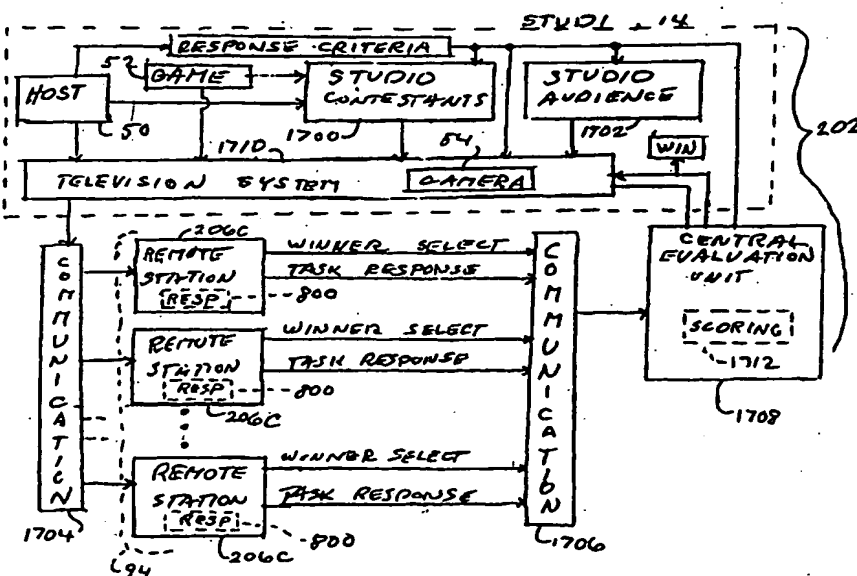 STUDI 14
RESPONSE CRITERIA
52
GAME
HOST
STUDIO CONTESTANTS
STUDIO AUDIENCE
50
1700
1702
202
1710
54
WIN
TELEVISION SYSTEM
CAMERA
COMMUNICATION
206C
REMOTE STATION
RESP
800
WINNER SELECT
TASK RESPONSE
REMOTE STATION
RESP
800
206C
WINNER SELECT
TASK RESPONSE
REMOTE STATION
RESP
800
206C
WINNER SELECT
TASK RESPONSE
COMMUNICATION
CENTRAL EVALUATION UNIT
SCORING
1712
1708
1704
94
1706